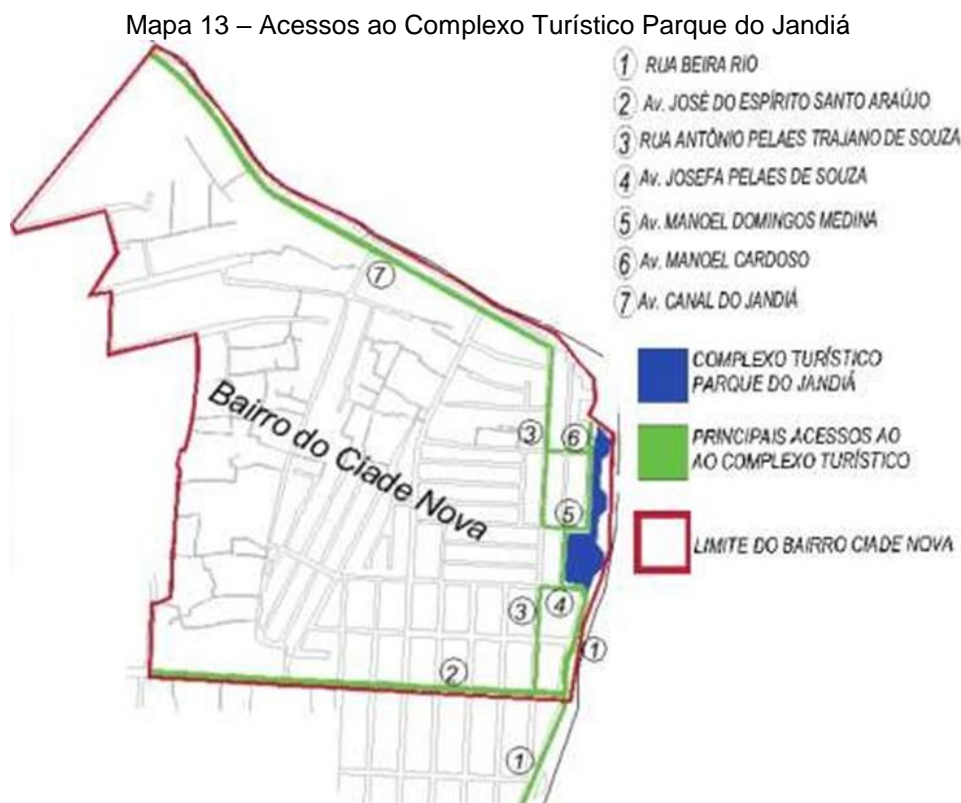 Mapa 13 – Acessos ao Complexo Turístico Parque do Jandiá
1 RUA BEIRA RIO
2 Av. JOSÉ DO ESPÍRITO SANTO ARAÚJO
3 RUA ANTÔNIO PELAES TRAJANO DE SOUZA
4 Av. JOSEFA PELAES DE SOUZA
5 Av. MANOEL DOMINGOS MEDINA
6 Av. MANOEL CARDOSO
7 Av. CANAL DO JANDIÁ
COMPLEXO TURÍSTICO
PARQUE DO JANDIÁ
PRINCIPAIS ACESSOS AO
AO COMPLEXO TURÍSTICO
LIMITE DO BAIRRO CIADE NOVA
Bairro do Ciade Nova
7
3
6
5
3
4
1
2
1